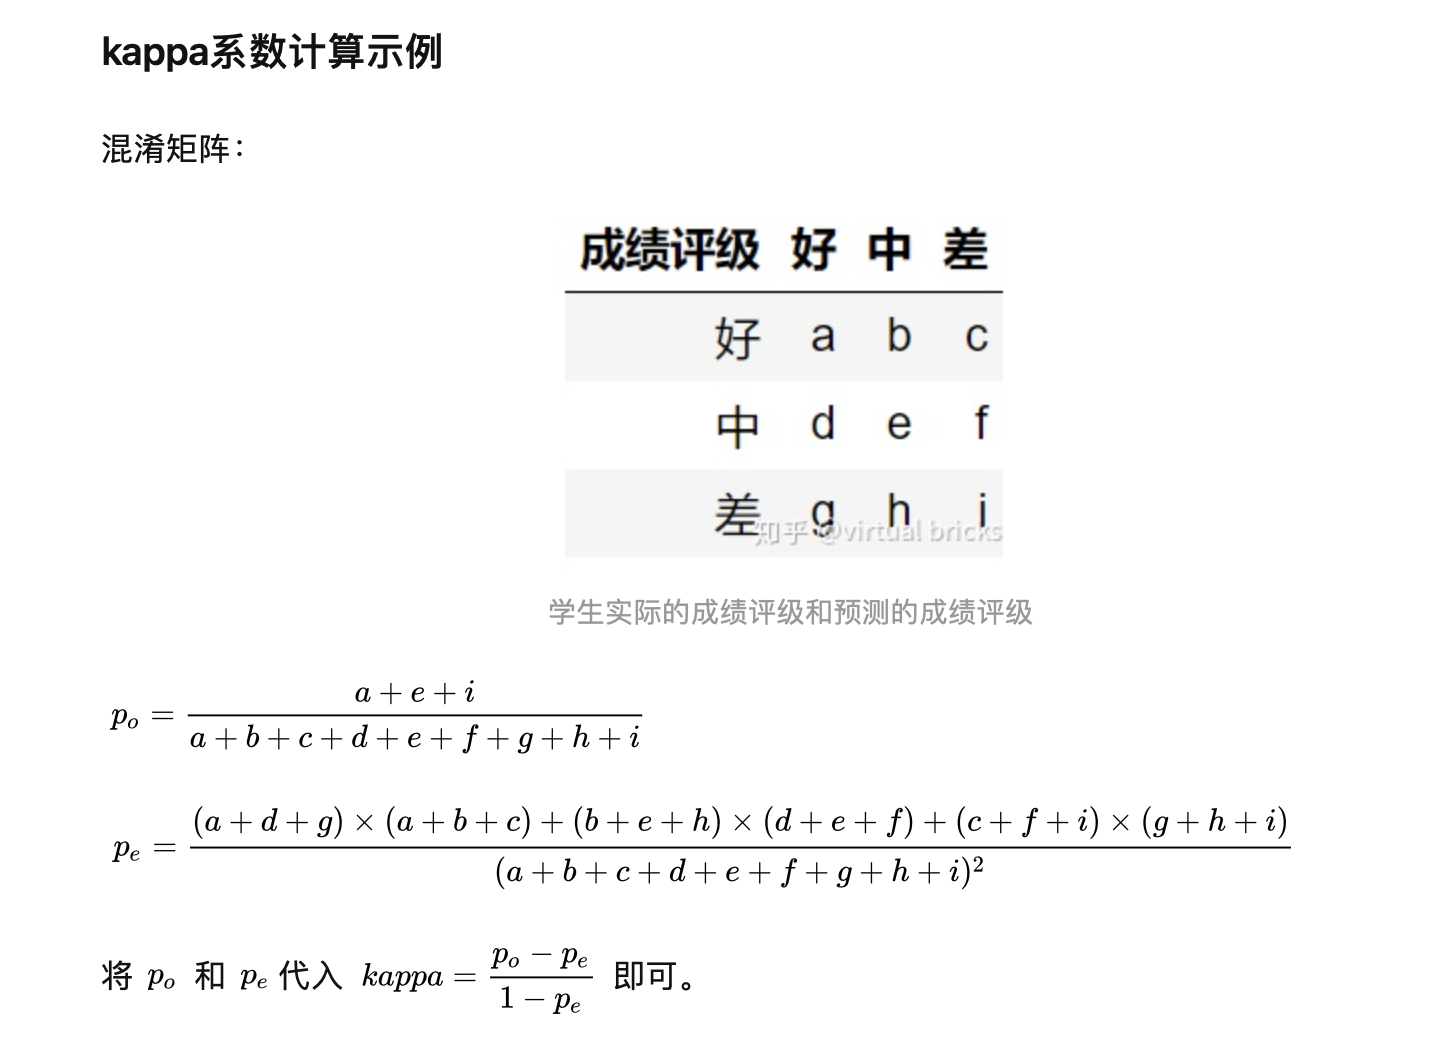 kappa系数计算示例
混淆矩阵：
成绩评级 好 中 差
好 a b c
中 d e f
差 g h i
知乎 @virtual bricks
学生实际的成绩评级和预测的成绩评级
p_o = \frac{a+e+i}{a+b+c+d+e+f+g+h+i}
p_e = \frac{(a+d+g)×(a+b+c)+(b+e+h)×(d+e+f)+(c+f+i)×(g+h+i)}{(a+b+c+d+e+f+g+h+i)^2}
将 p_o 和 p_e 代入 kappa = \frac{p_o-p_e}{1-p_e} 即可。